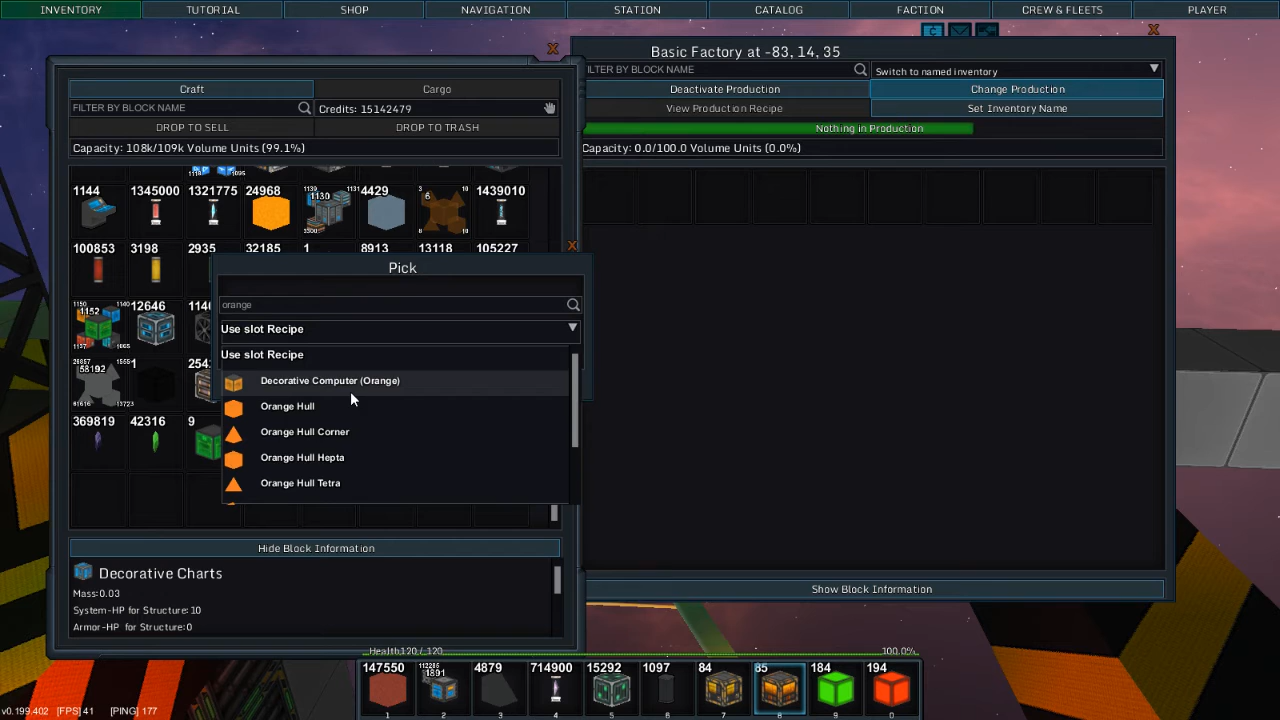 INVENTORY TUTORIAL SHOP NAVIGATION STATION CATALOG FACTION CREW & FLEETS PLAYER
X
X
Basic Factory at -83, 14, 35
LTER BY BLOCK NAME
Switch to named inventory
Craft
Cargo
Deactivate Production
Change Production
FILTER BY BLOCK NAME
Credits: 15142479
View Production Recipe
Set Inventory Name
DROP TO SELL
DROP TO TRASH
Nothing in Production
Capacity: 108k/109k Volume Units (99.1%)
Capacity: 0.0/100.0 Volume Units (0.0%)
1144 1345000 1321775 24968 1130 4429 6 1439010
100853 3198 2935 32185 1 8913 13118 105227
X
Pick
orange
1152 12646
Use slot Recipe
Use slot Recipe
58192 1
Decorative Computer (Orange)
Orange Hull
369819 42316 9
Orange Hull Corner
Orange Hull Hepta
Orange Hull Tetra
Hide Block Information
Decorative Charts
Mass:0.03
System-HP for Structure:10
Armor-HP for Structure:0
Show Block Information
Health120 / 120
100.0%
147550 1891 4879 714900 15292 1097 84 85 184 194
1 2 3 4 5 6 7 8 9 0
v0.199.402 [FPS] 41 [PING] 177